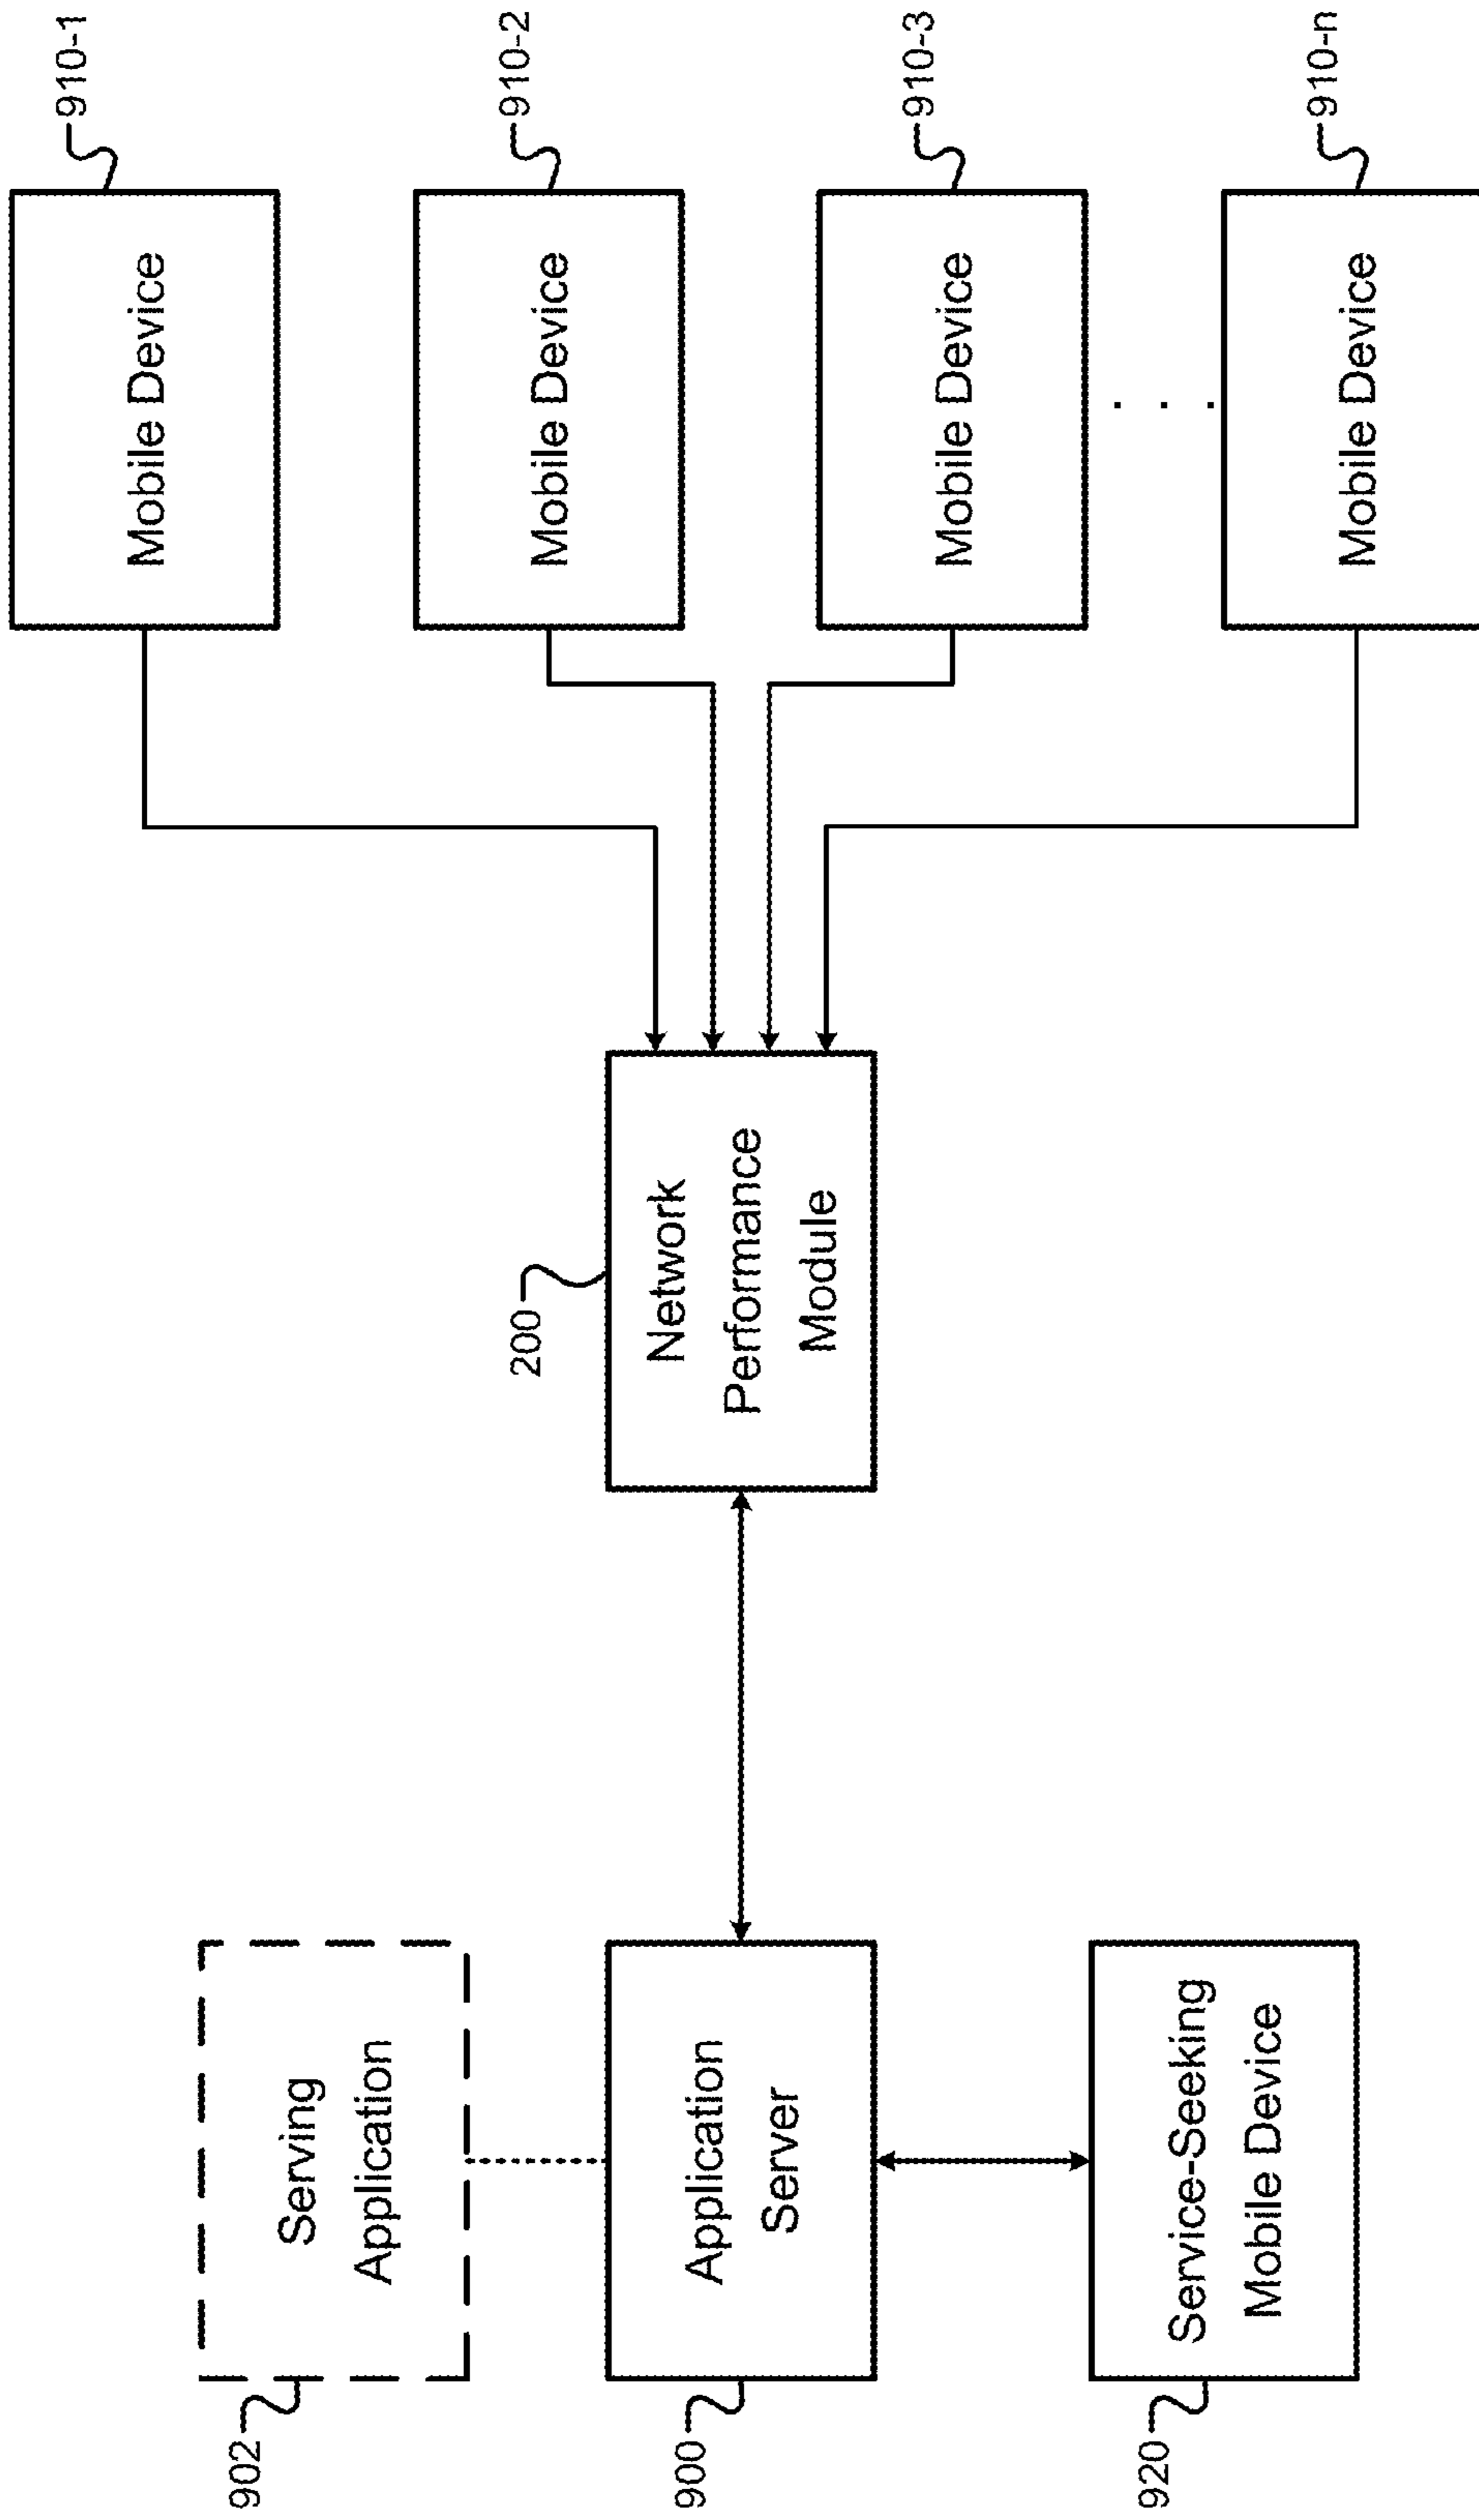 902
Serving
Application
900
Application
Server
920
Service-Seeking
Mobile Device
200
Network
Performance
Module
Mobile Device
910-1
Mobile Device
910-2
Mobile Device
910-3
. . .
Mobile Device
910-n